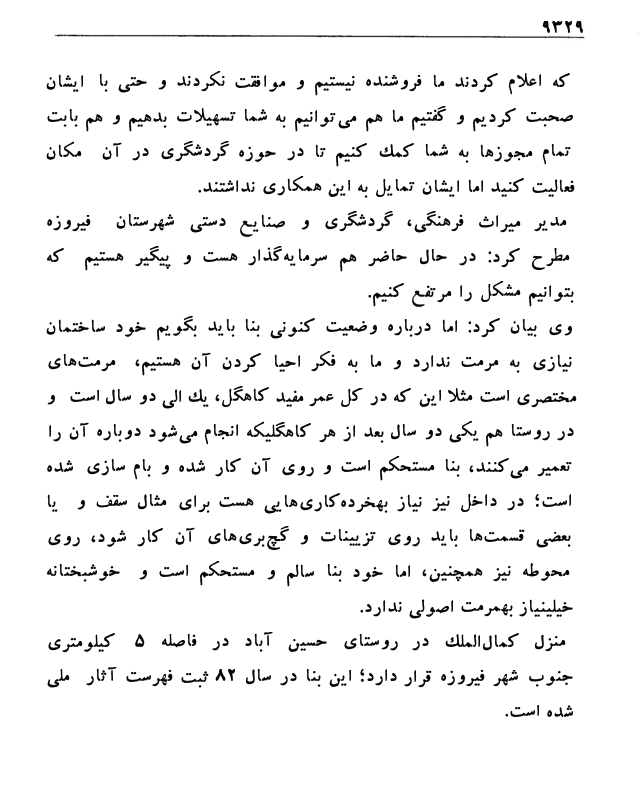 ۹۳۲۹
که اعلام کردند ما فروشنده نیستیم و موافقت نکردند و حتی با ایشان
صحبت کردیم و گفتیم ما هم می‌توانیم به شما تسهیلات بدهیم و هم بابت
تمام مجوزها به شما کمك کنیم تا در حوزه گردشگری در آن مکان
فعالیت کنید اما ایشان تمایل به این همکاری نداشتند.
مدیر میراث فرهنگی، گردشگری و صنایع دستی شهرستان فیروزه
مطرح کرد: در حال حاضر هم سرمایه‌گذار هست و پیگیر هستیم که
بتوانیم مشکل را مرتفع کنیم.
وی بیان کرد: اما درباره وضعیت کنونی بنا باید بگویم خود ساختمان
نیازی به مرمت ندارد و ما به فکر احیا کردن آن هستیم، مرمت‌های
مختصری است مثلا این که در کل عمر مفید کاهگل، یك الی دو سال است و
در روستا هم یکی دو سال بعد از هر کاهگلیکه انجام می‌شود دوباره آن را
تعمیر می‌کنند، بنا مستحکم است و روی آن کار شده و بام سازی شده
است؛ در داخل نیز نیاز بهخرده‌کاری‌هایی هست برای مثال سقف و یا
بعضی قسمت‌ها باید روی تزیینات و گچ‌بری‌های آن کار شود، روی
محوطه نیز همچنین، اما خود بنا سالم و مستحکم است و خوشبختانه
خیلینیاز بهمرمت اصولی ندارد.
منزل کمال‌الملك در روستای حسین آباد در فاصله ۵ کیلومتری
جنوب شهر فیروزه قرار دارد؛ این بنا در سال ۸۲ ثبت فهرست آثار ملی
شده است.